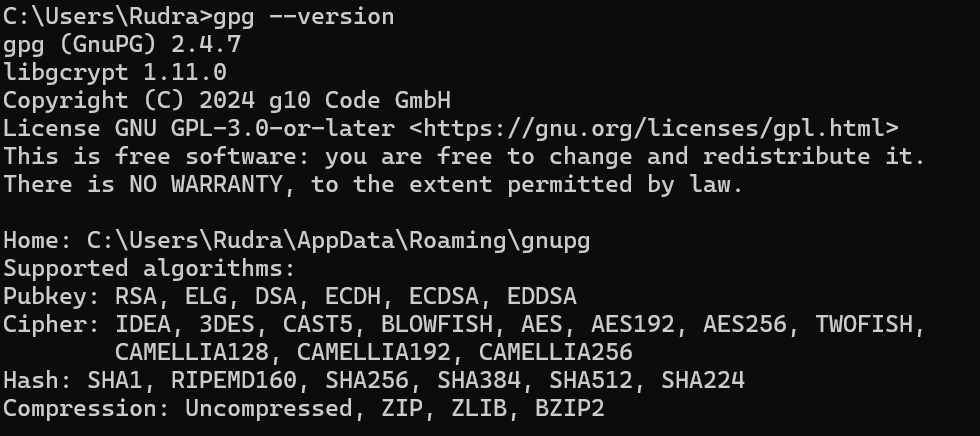 C:\Users\Rudra>gpg --version
gpg (GnuPG) 2.4.7
libgcrypt 1.11.0
Copyright (C) 2024 g10 Code GmbH
License GNU GPL-3.0-or-later <https://gnu.org/licenses/gpl.html>
This is free software: you are free to change and redistribute it.
There is NO WARRANTY, to the extent permitted by law.

Home: C:\Users\Rudra\AppData\Roaming\gnupg
Supported algorithms:
Pubkey: RSA, ELG, DSA, ECDH, ECDSA, EDDSA
Cipher: IDEA, 3DES, CAST5, BLOWFISH, AES, AES192, AES256, TWOFISH,
        CAMELLIA128, CAMELLIA192, CAMELLIA256
Hash: SHA1, RIPEMD160, SHA256, SHA384, SHA512, SHA224
Compression: Uncompressed, ZIP, ZLIB, BZIP2